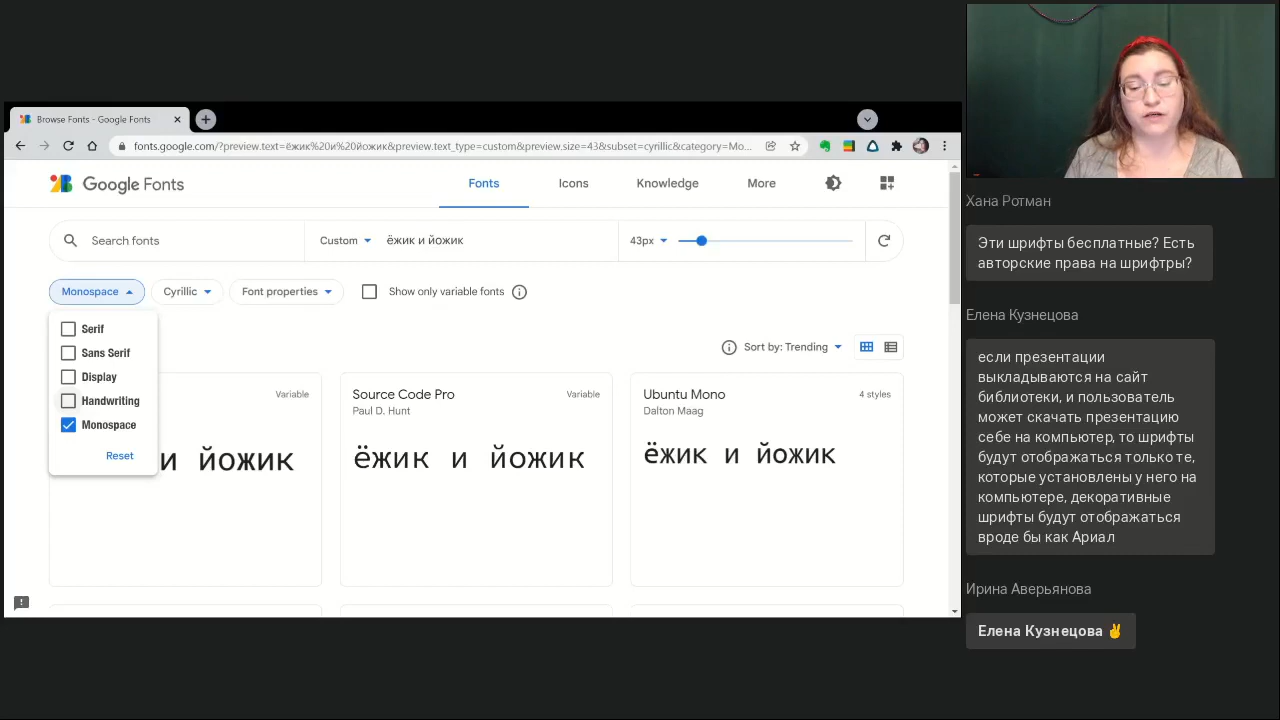 Browse Fonts - Google Fonts
fonts.google.com/?preview.text=ёжик%20и%20йожик&preview.text_type=custom&preview.size=43&subset=cyrillic&category=Mo...
Google Fonts
Fonts
Icons
Knowledge
More
Search fonts
Custom
ёжик и йожик
43px
Monospace
Cyrillic
Font properties
Show only variable fonts
Serif
Sans Serif
Display
Handwriting
Monospace
Reset
Sort by: Trending
Variable
и йожик
Source Code Pro
Variable
Paul D. Hunt
ёжик и йожик
Ubuntu Mono
4 styles
Dalton Maag
ёжик и йожик
Хана Ротман
Эти шрифты бесплатные? Есть
авторские права на шрифтры?
Елена Кузнецова
если презентации
выкладываются на сайт
библиотеки, и пользователь
может скачать презентацию
себе на компьютер, то шрифты
будут отображаться только те,
которые установлены у него на
компьютере, декоративные
шрифты будут отображаться
вроде бы как Ариал
Ирина Аверьянова
Елена Кузнецова ✌